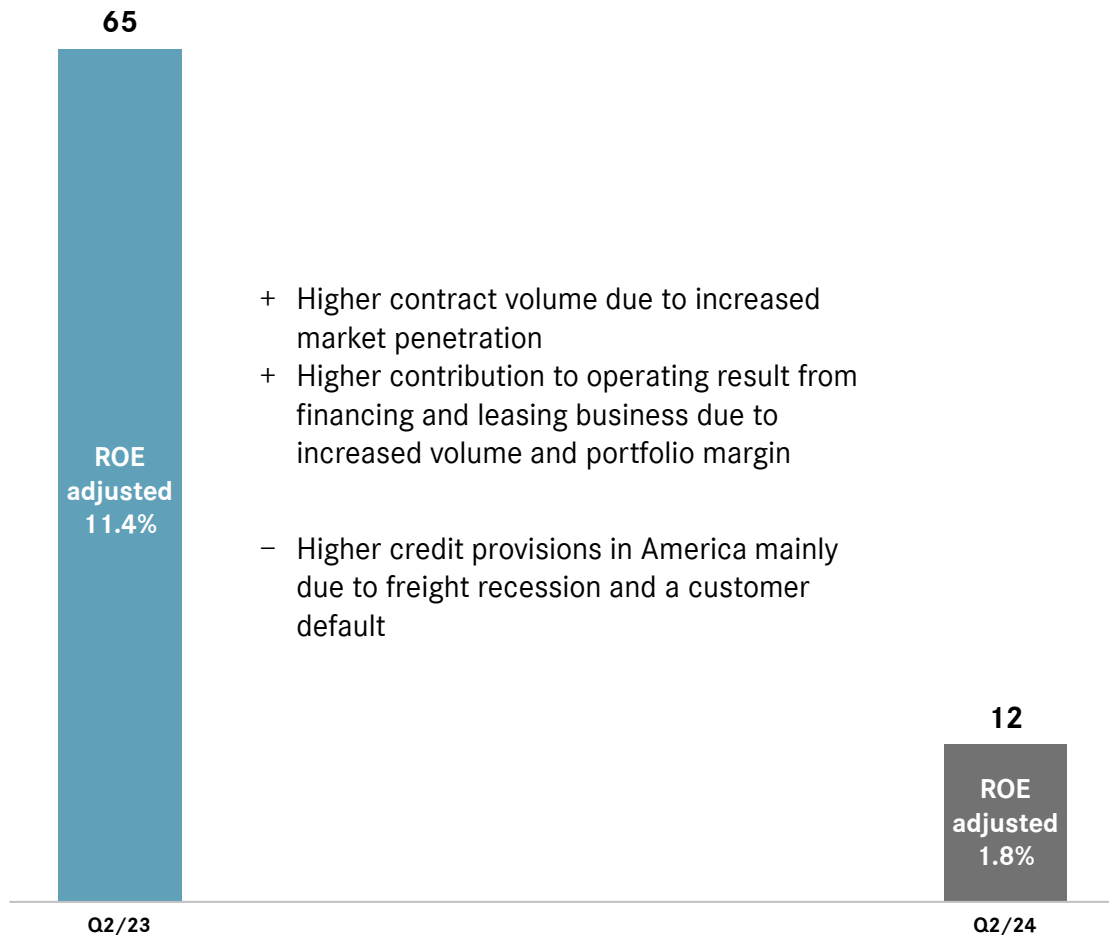 65
ROE
adjusted
11.4%
+ Higher contract volume due to increased
market penetration
+ Higher contribution to operating result from
financing and leasing business due to
increased volume and portfolio margin
− Higher credit provisions in America mainly
due to freight recession and a customer
default
12
ROE
adjusted
1.8%
Q2/23
Q2/24